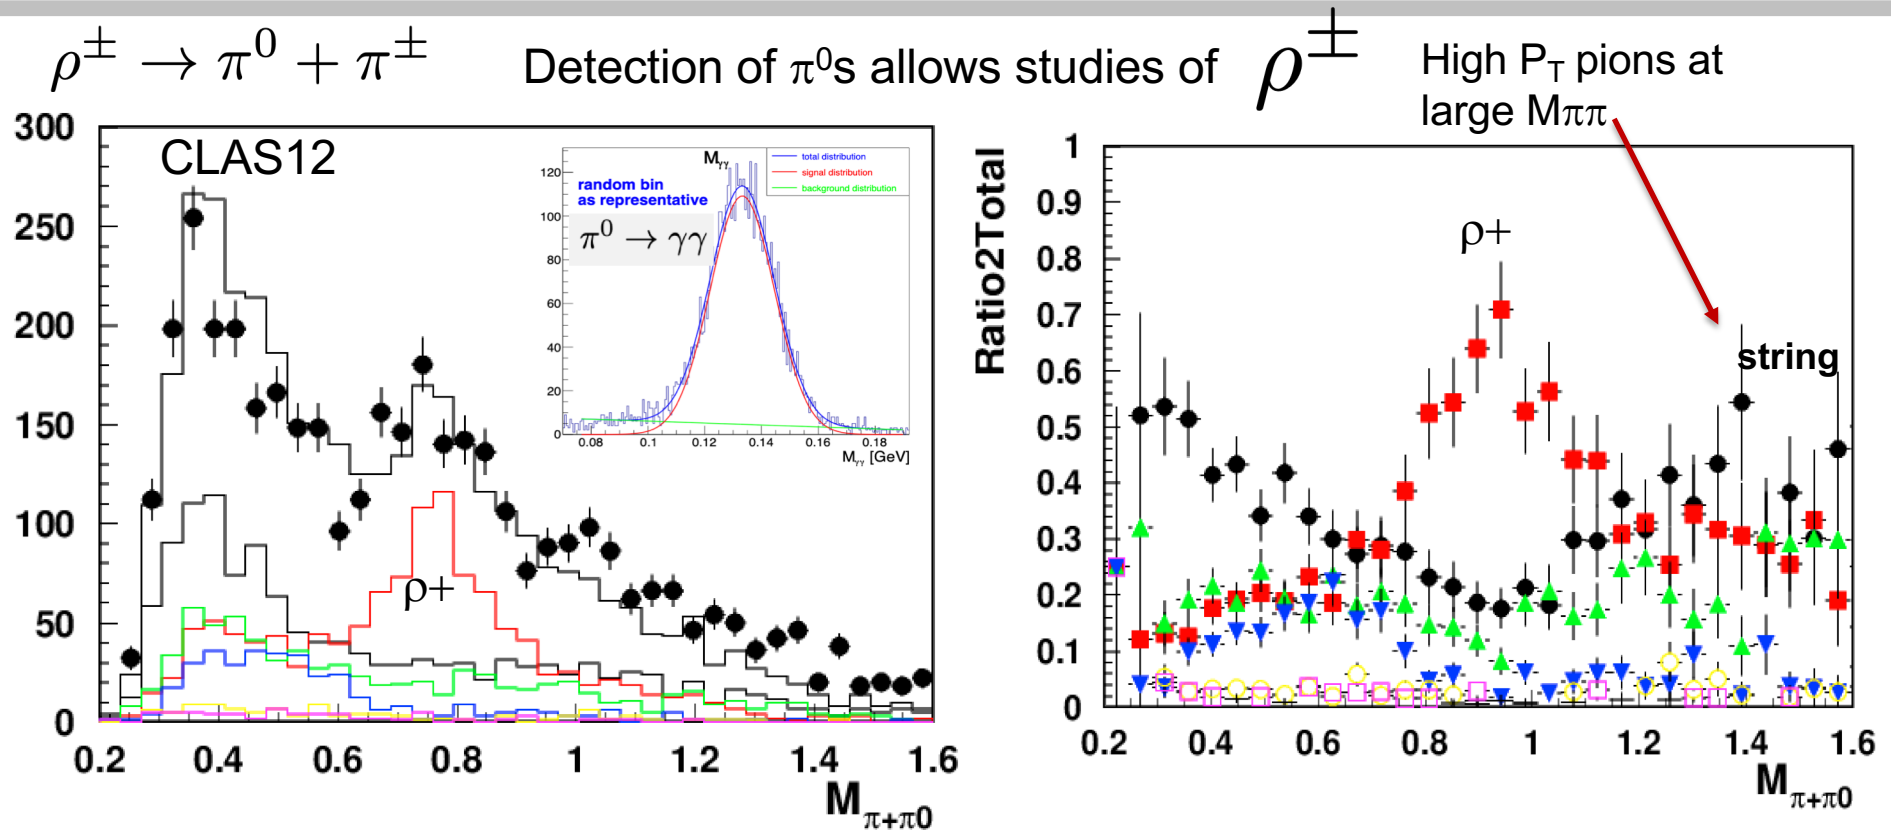 ρ± → π0 + π±
Detection of π0s allows studies of ρ±
High PT pions at
large Mππ
CLAS12
300
250
200
150
100
50
0
0.2 0.4 0.6 0.8 1 1.2 1.4 1.6
Mπ+π0
ρ+
Mγγ
random bin
as representative
π0 → γγ
total distribution
signal distribution
background distribution
120
100
80
60
40
20
0
0.08 0.1 0.12 0.14 0.16 0.18
Mγγ [GeV]
Ratio2Total
1
0.9
0.8
0.7
0.6
0.5
0.4
0.3
0.2
0.1
0
ρ+
string
0.2 0.4 0.6 0.8 1 1.2 1.4 1.6
Mπ+π0